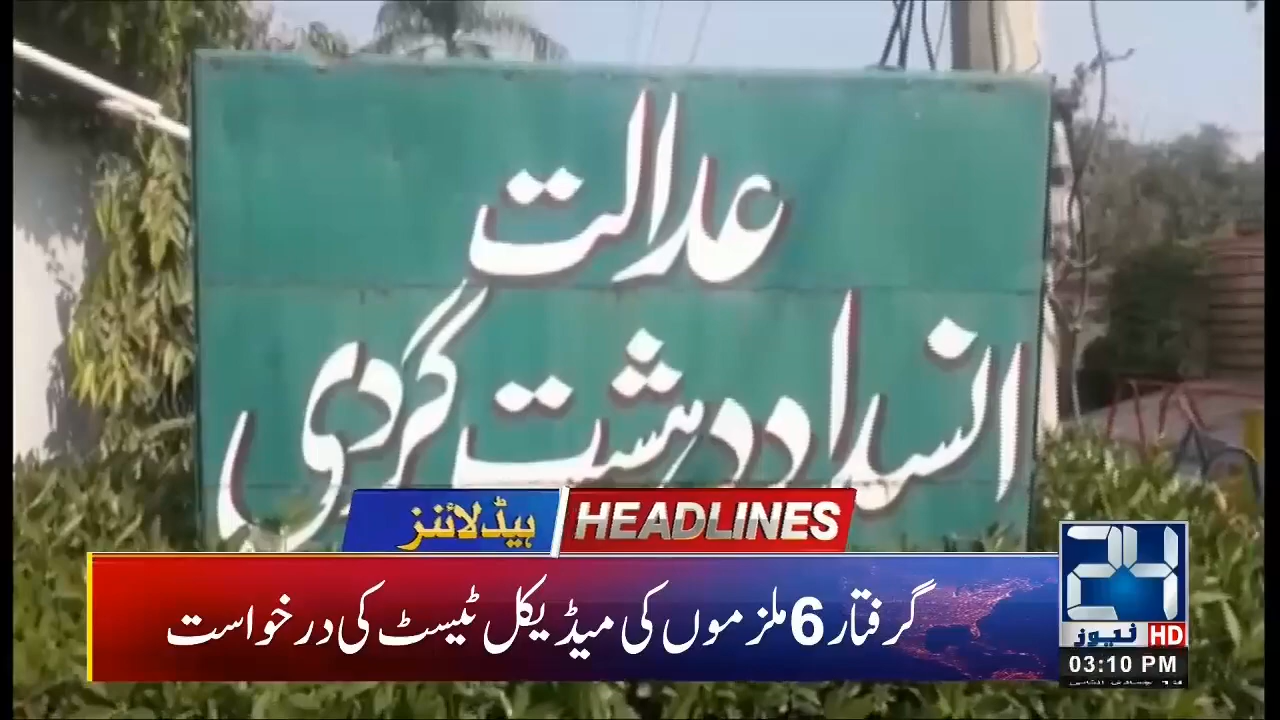 عدالت
انسداد دہشت گردی
ہیڈلائنز HEADLINES
گرفتار 6 ملزموں کی میڈیکل ٹیسٹ کی درخواست
24
نیوز HD
03:10 PM